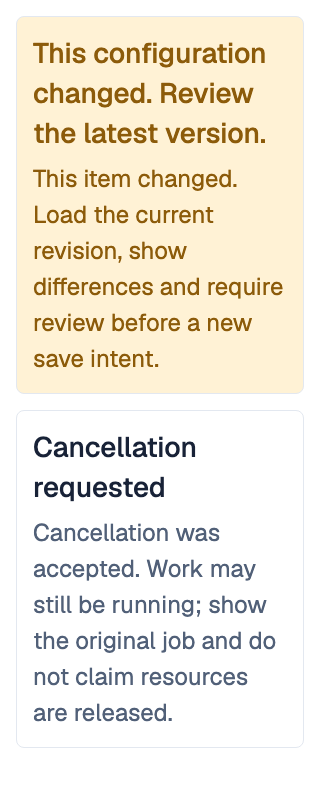 This configuration
changed. Review
the latest version.
This item changed.
Load the current
revision, show
differences and require
review before a new
save intent.
Cancellation
requested
Cancellation was
accepted. Work may
still be running; show
the original job and do
not claim resources
are released.